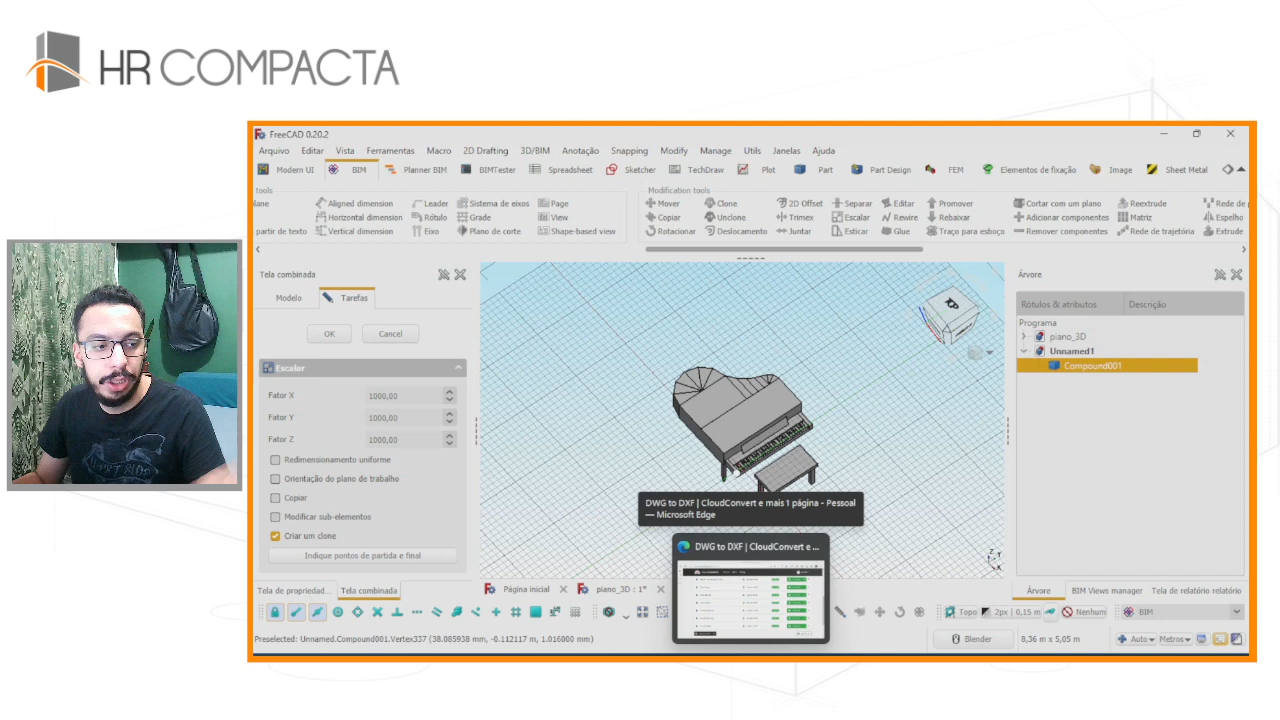 HR COMPACTA
FreeCAD 0.20.2
Arquivo Editar Vista Ferramentas Macro 2D Drafting 3D/BIM Anotação Snapping Modify Manage Utils Janelas Ajuda
Modern UI BIM Planner BIM BIMTester Spreadsheet Sketcher TechDraw Plot Part Part Design FEM Elementos de fixação Image Sheet Metal
tools Modification tools
lane Aligned dimension Leader Sistema de eixos Page Mover Clone 2D Offset Separar Editar Promover Cortar com um plano Reextrude Rede de p
Horizontal dimension Rótulo Grade View Copiar Unclone Trimex Escalar Rewire Rebaixar Adicionar componentes Matriz Espelho
partir de texto Vertical dimension Eixo Plano de corte Shape-based view Rotacionar Deslocamento Juntar Esticar Glue Traço para esboço Remover componentes Rede de trajetória Extrude
Tela combinada
Modelo Tarefas
OK Cancel
Escalar
Fator X 1000,00
Fator Y 1000,00
Fator Z 1000,00
Redimensionamento uniforme
Orientação do plano de trabalho
Copiar
Modificar sub-elementos
Criar um clone
Indique pontos de partida e final
Tela de propriedad... Tela combinada
Árvore
Rótulos & atributos Descrição
Programa
piano_3D
Unnamed1
Compound001
DWG to DXF | CloudConvert e mais 1 página - Pessoal
— Microsoft Edge
DWG to DXF | CloudConvert e ...
Página inicial piano_3D : 1*
Árvore BIM Views manager Tela de relatório relatório
Topo 2px 0,15 m Nenhum BIM
Preselected: Unnamed.Compound001.Vertex337 (38.085938 mm, -0.112117 m, 1.016000 mm) Blender 8,36 m x 5,05 m Auto Metros